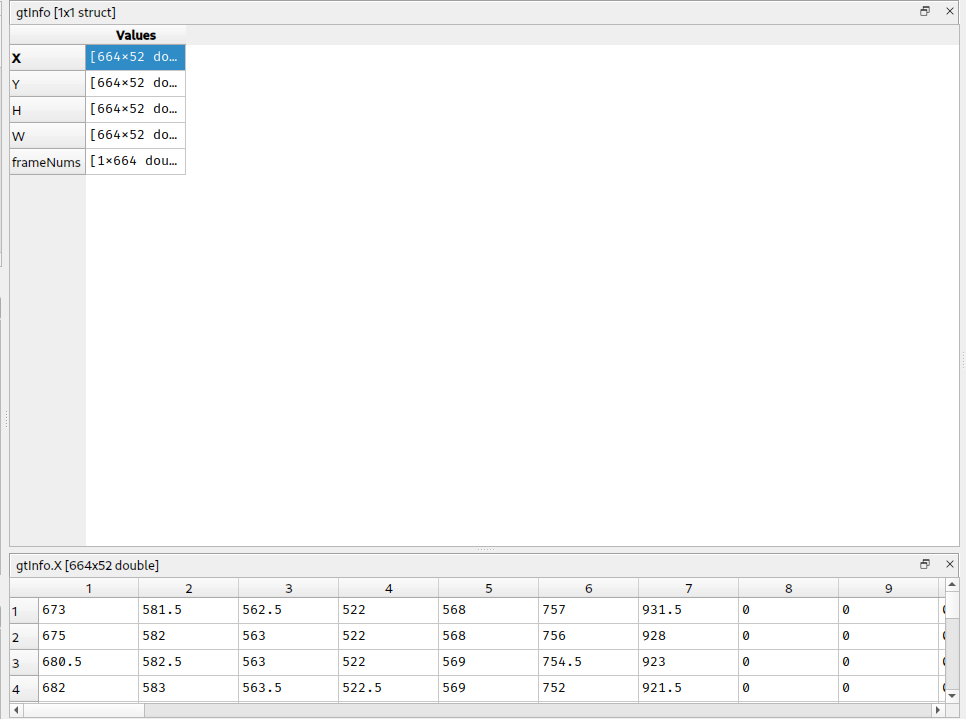 gtInfo [1x1 struct]
Values
X [664×52 do…
Y [664×52 do…
H [664×52 do…
W [664×52 do…
frameNums [1×664 dou…
gtInfo.X [664x52 double]
1 2 3 4 5 6 7 8 9
1 673 581.5 562.5 522 568 757 931.5 0 0
2 675 582 563 522 568 756 928 0 0
3 680.5 582.5 563 522 569 754.5 923 0 0
4 682 583 563.5 522.5 569 752 921.5 0 0